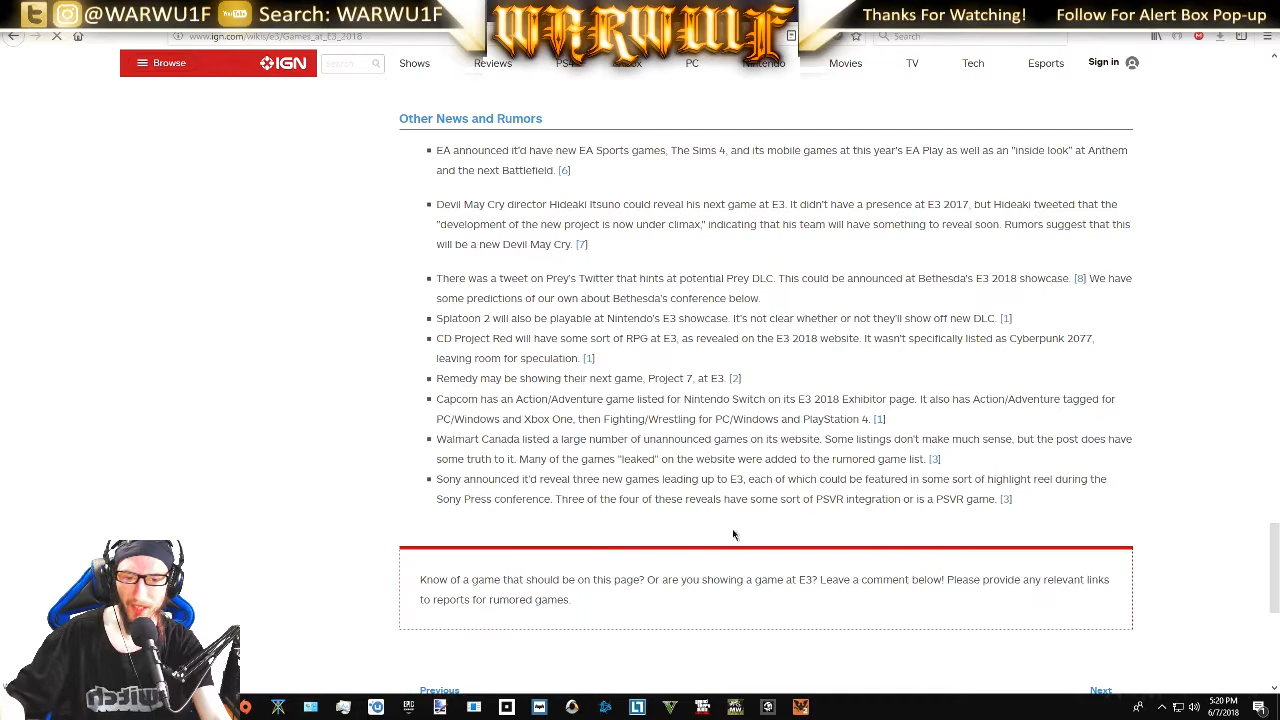 @WARWU1F
YouTube
Search: WARWU1F
WARWU1F
Thanks For Watching!
Follow For Alert Box Pop-up
www.ign.com/wikis/e3/Games_at_E3_2018
Search
Browse
IGN
Search
Shows
Reviews
PS4
Xbox
PC
Nintendo
Movies
TV
Tech
Esports
Sign in
Other News and Rumors
EA announced it'd have new EA Sports games, The Sims 4, and its mobile games at this year's EA Play as well as an "inside look" at Anthem
and the next Battlefield. [6]
Devil May Cry director Hideaki Itsuno could reveal his next game at E3. It didn't have a presence at E3 2017, but Hideaki tweeted that the
"development of the new project is now under climax," indicating that his team will have something to reveal soon. Rumors suggest that this
will be a new Devil May Cry. [7]
There was a tweet on Prey's Twitter that hints at potential Prey DLC. This could be announced at Bethesda's E3 2018 showcase. [8] We have
some predictions of our own about Bethesda's conference below.
Splatoon 2 will also be playable at Nintendo's E3 showcase. It's not clear whether or not they'll show off new DLC. [1]
CD Project Red will have some sort of RPG at E3, as revealed on the E3 2018 website. It wasn't specifically listed as Cyberpunk 2077,
leaving room for speculation. [1]
Remedy may be showing their next game, Project 7, at E3. [2]
Capcom has an Action/Adventure game listed for Nintendo Switch on its E3 2018 Exhibitor page. It also has Action/Adventure tagged for
PC/Windows and Xbox One, then Fighting/Wrestling for PC/Windows and PlayStation 4. [1]
Walmart Canada listed a large number of unannounced games on its website. Some listings don't make much sense, but the post does have
some truth to it. Many of the games "leaked" on the website were added to the rumored game list. [3]
Sony announced it'd reveal three new games leading up to E3, each of which could be featured in some sort of highlight reel during the
Sony Press conference. Three of the four of these reveals have some sort of PSVR integration or is a PSVR game. [3]
Know of a game that should be on this page? Or are you showing a game at E3? Leave a comment below! Please provide any relevant links
to reports for rumored games.
Previous
Next
5:20 PM
6/7/2018